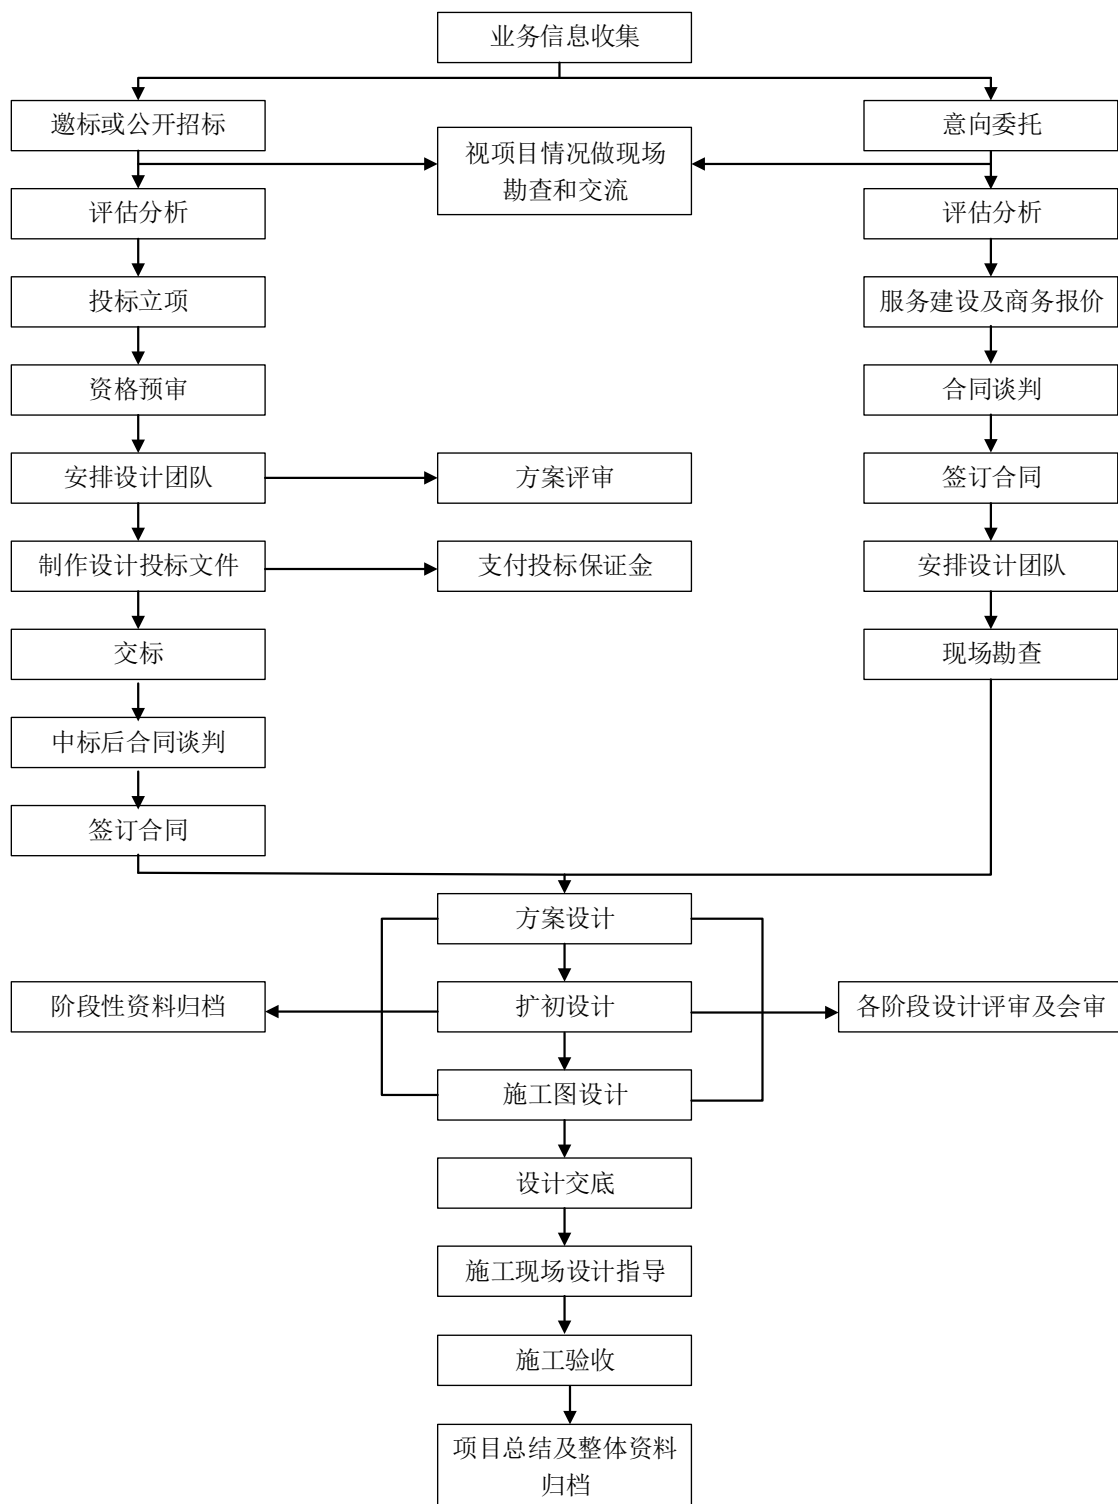 业务信息收集
邀标或公开招标
意向委托
视项目情况做现场
勘查和交流
评估分析
评估分析
投标立项
服务建设及商务报价
资格预审
合同谈判
安排设计团队
方案评审
签订合同
制作设计投标文件
支付投标保证金
安排设计团队
交标
现场勘查
中标后合同谈判
签订合同
方案设计
阶段性资料归档
扩初设计
各阶段设计评审及会审
施工图设计
设计交底
施工现场设计指导
施工验收
项目总结及整体资料
归档